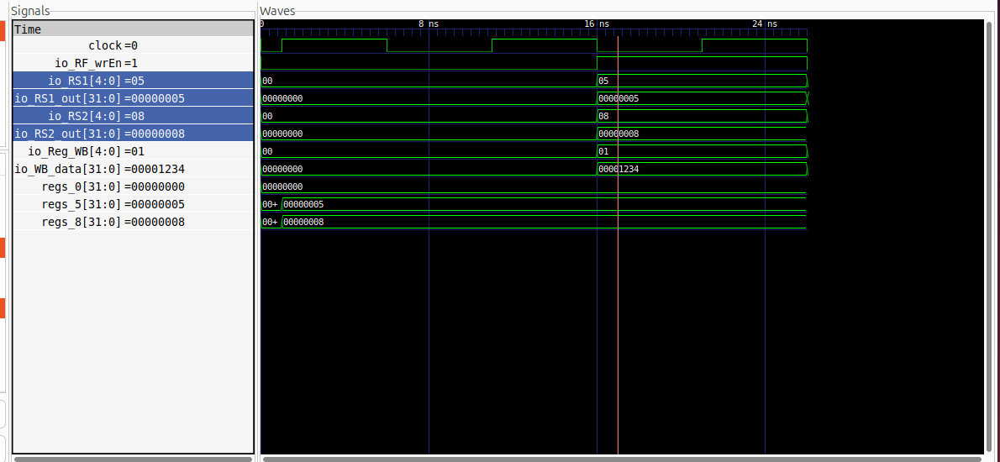 Signals
Waves
Time
0 8 ns 16 ns 24 ns
clock=0
io_RF_wrEn=1
io_RS1[4:0]=05 00 05
io_RS1_out[31:0]=00000005 00000000 00000005
io_RS2[4:0]=08 00 08
io_RS2_out[31:0]=00000008 00000000 00000008
io_Reg_WB[4:0]=01 00 01
io_WB_data[31:0]=00001234 00000000 00001234
regs_0[31:0]=00000000 00000000
regs_5[31:0]=00000005 00+ 00000005
regs_8[31:0]=00000008 00+ 00000008